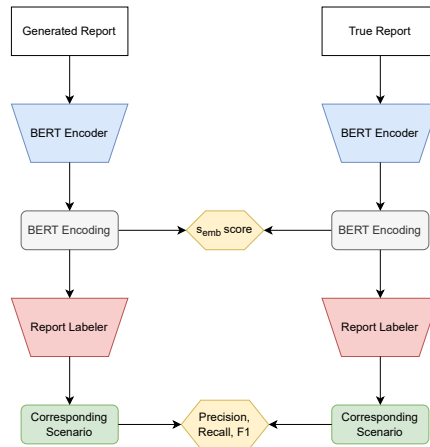 Generated Report
True Report
BERT Encoder
BERT Encoder
BERT Encoding
s_emb score
BERT Encoding
Report Labeler
Report Labeler
Corresponding
Scenario
Precision,
Recall, F1
Corresponding
Scenario